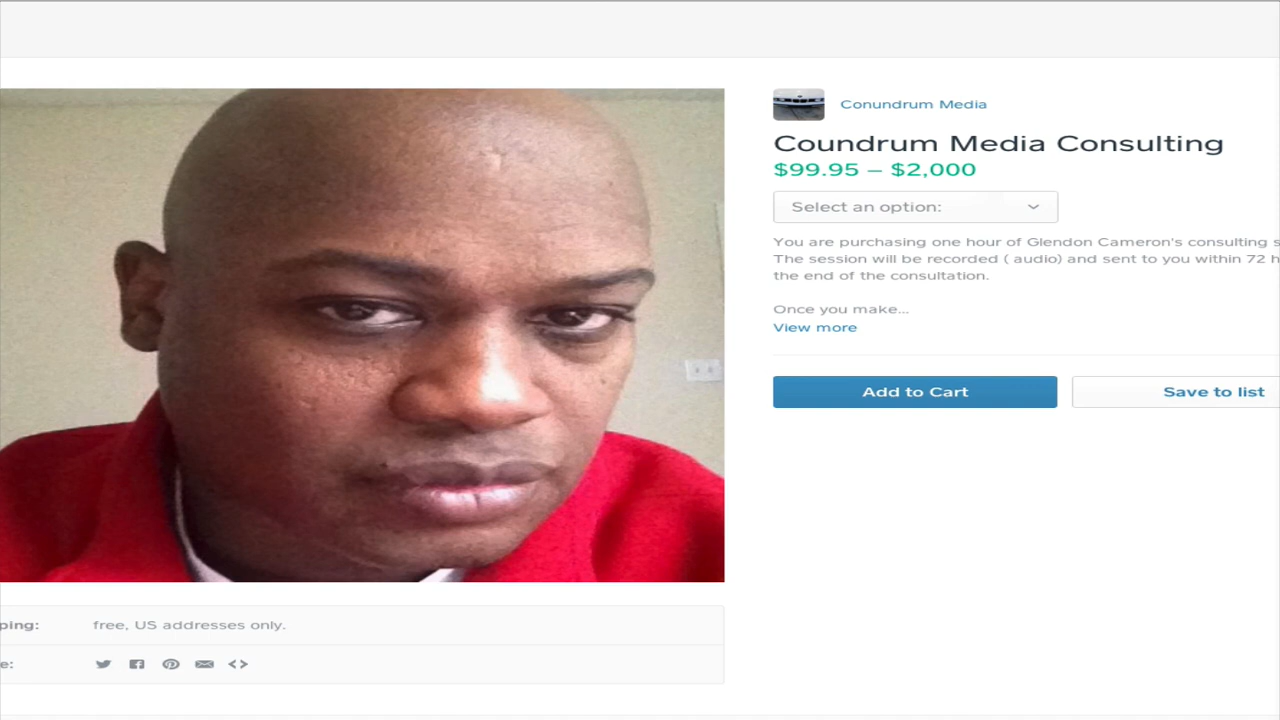 Conundrum Media
Coundrum Media Consulting
$99.95 – $2,000
Select an option:
You are purchasing one hour of Glendon Cameron's consulting
The session will be recorded ( audio) and sent to you within 72
the end of the consultation.
Once you make...
View more
Add to Cart
Save to list
ping:
free, US addresses only.
e: